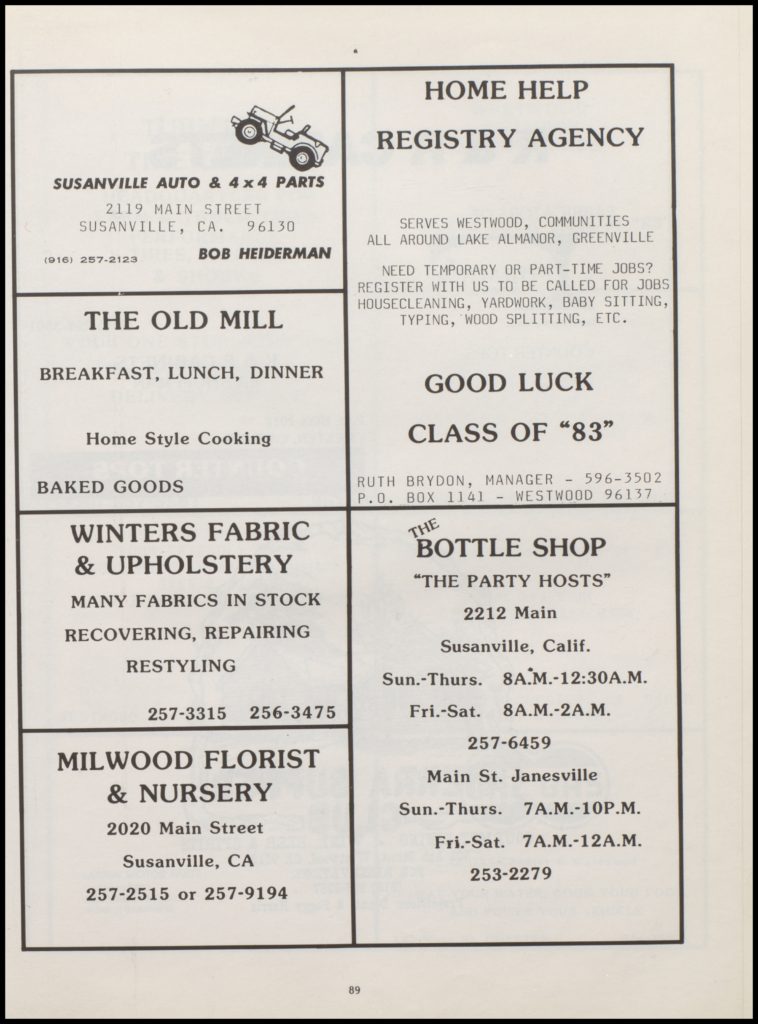 SUSANVILLE AUTO & 4 x 4 PARTS
2119 MAIN STREET
SUSANVILLE, CA. 96130
(916) 257-2123 BOB HEIDERMAN
THE OLD MILL
BREAKFAST, LUNCH, DINNER
Home Style Cooking
BAKED GOODS
WINTERS FABRIC
& UPHOLSTERY
MANY FABRICS IN STOCK
RECOVERING, REPAIRING
RESTYLING
257-3315 256-3475
MILWOOD FLORIST
& NURSERY
2020 Main Street
Susanville, CA
257-2515 or 257-9194
HOME HELP
REGISTRY AGENCY
SERVES WESTWOOD, COMMUNITIES
ALL AROUND LAKE ALMANOR, GREENVILLE
NEED TEMPORARY OR PART-TIME JOBS?
REGISTER WITH US TO BE CALLED FOR JOBS
HOUSECLEANING, YARDWORK, BABY SITTING,
TYPING, WOOD SPLITTING, ETC.
GOOD LUCK
CLASS OF "83"
RUTH BRYDON, MANAGER - 596-3502
P.O. BOX 1141 - WESTWOOD 96137
THE
BOTTLE SHOP
"THE PARTY HOSTS"
2212 Main
Susanville, Calif.
Sun.-Thurs. 8A.M.-12:30A.M.
Fri.-Sat. 8A.M.-2A.M.
257-6459
Main St. Janesville
Sun.-Thurs. 7A.M.-10P.M.
Fri.-Sat. 7A.M.-12A.M.
253-2279
89